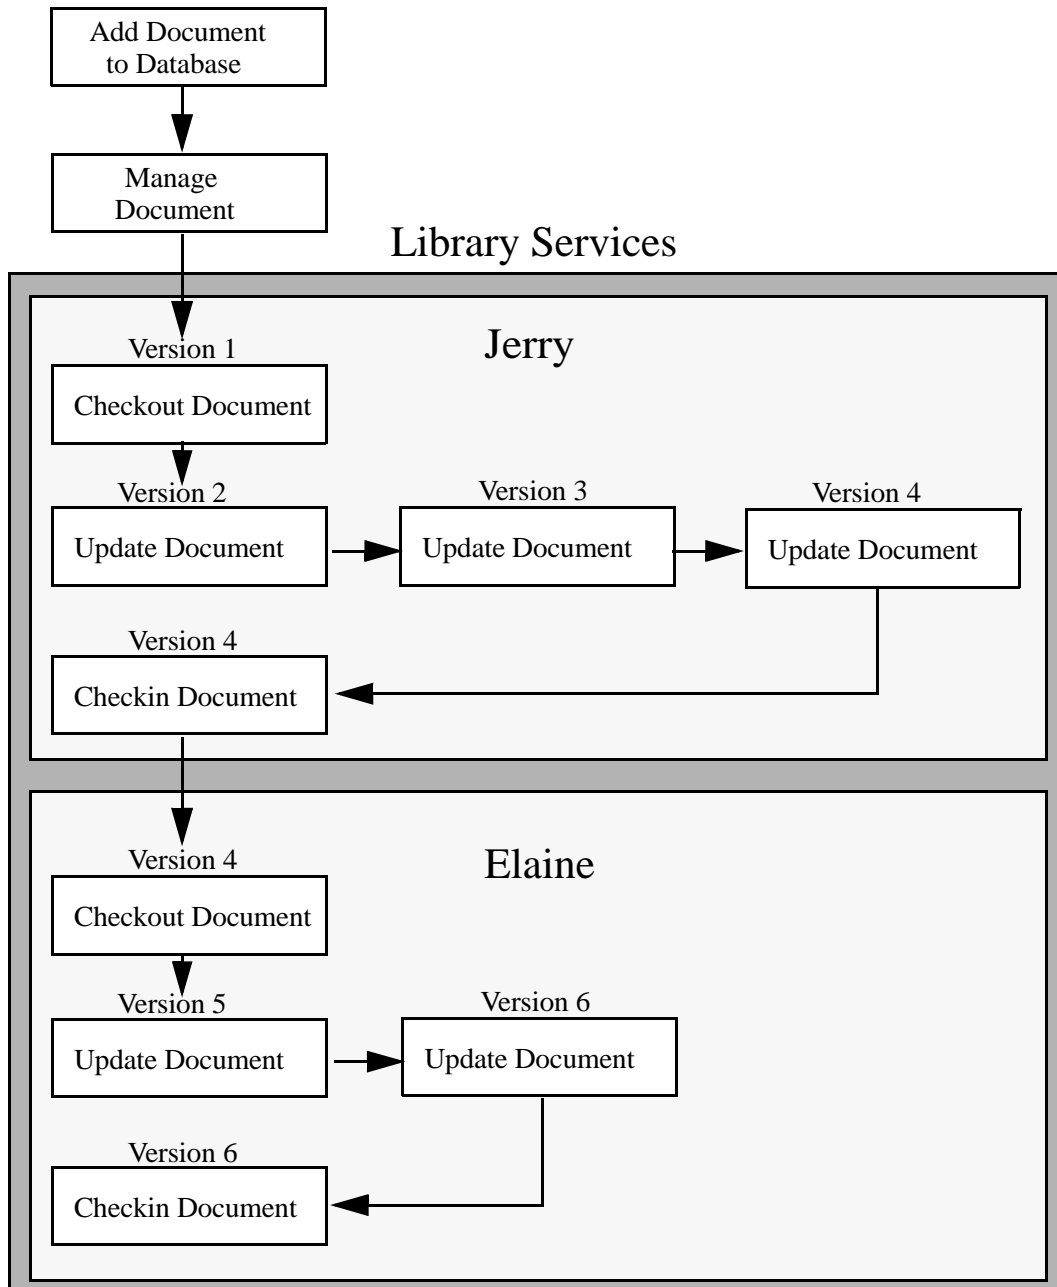 Add Document
to Database
Manage
Document
Library Services
Jerry
Version 1
Checkout Document
Version 2
Version 3
Version 4
Update Document
Update Document
Update Document
Version 4
Checkin Document
Elaine
Version 4
Checkout Document
Version 5
Version 6
Update Document
Update Document
Version 6
Checkin Document